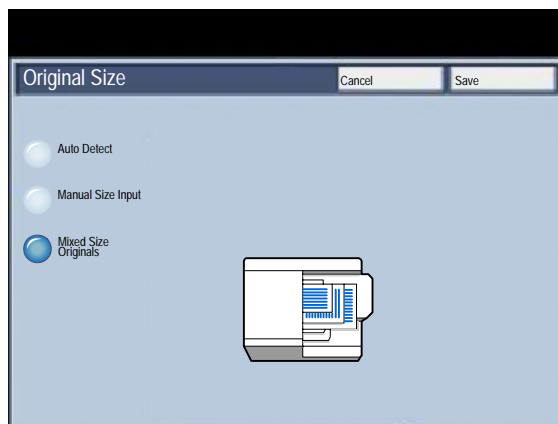 Original Size
Cancel
Save
Auto Detect
Manual Size Input
Mixed Size
Originals